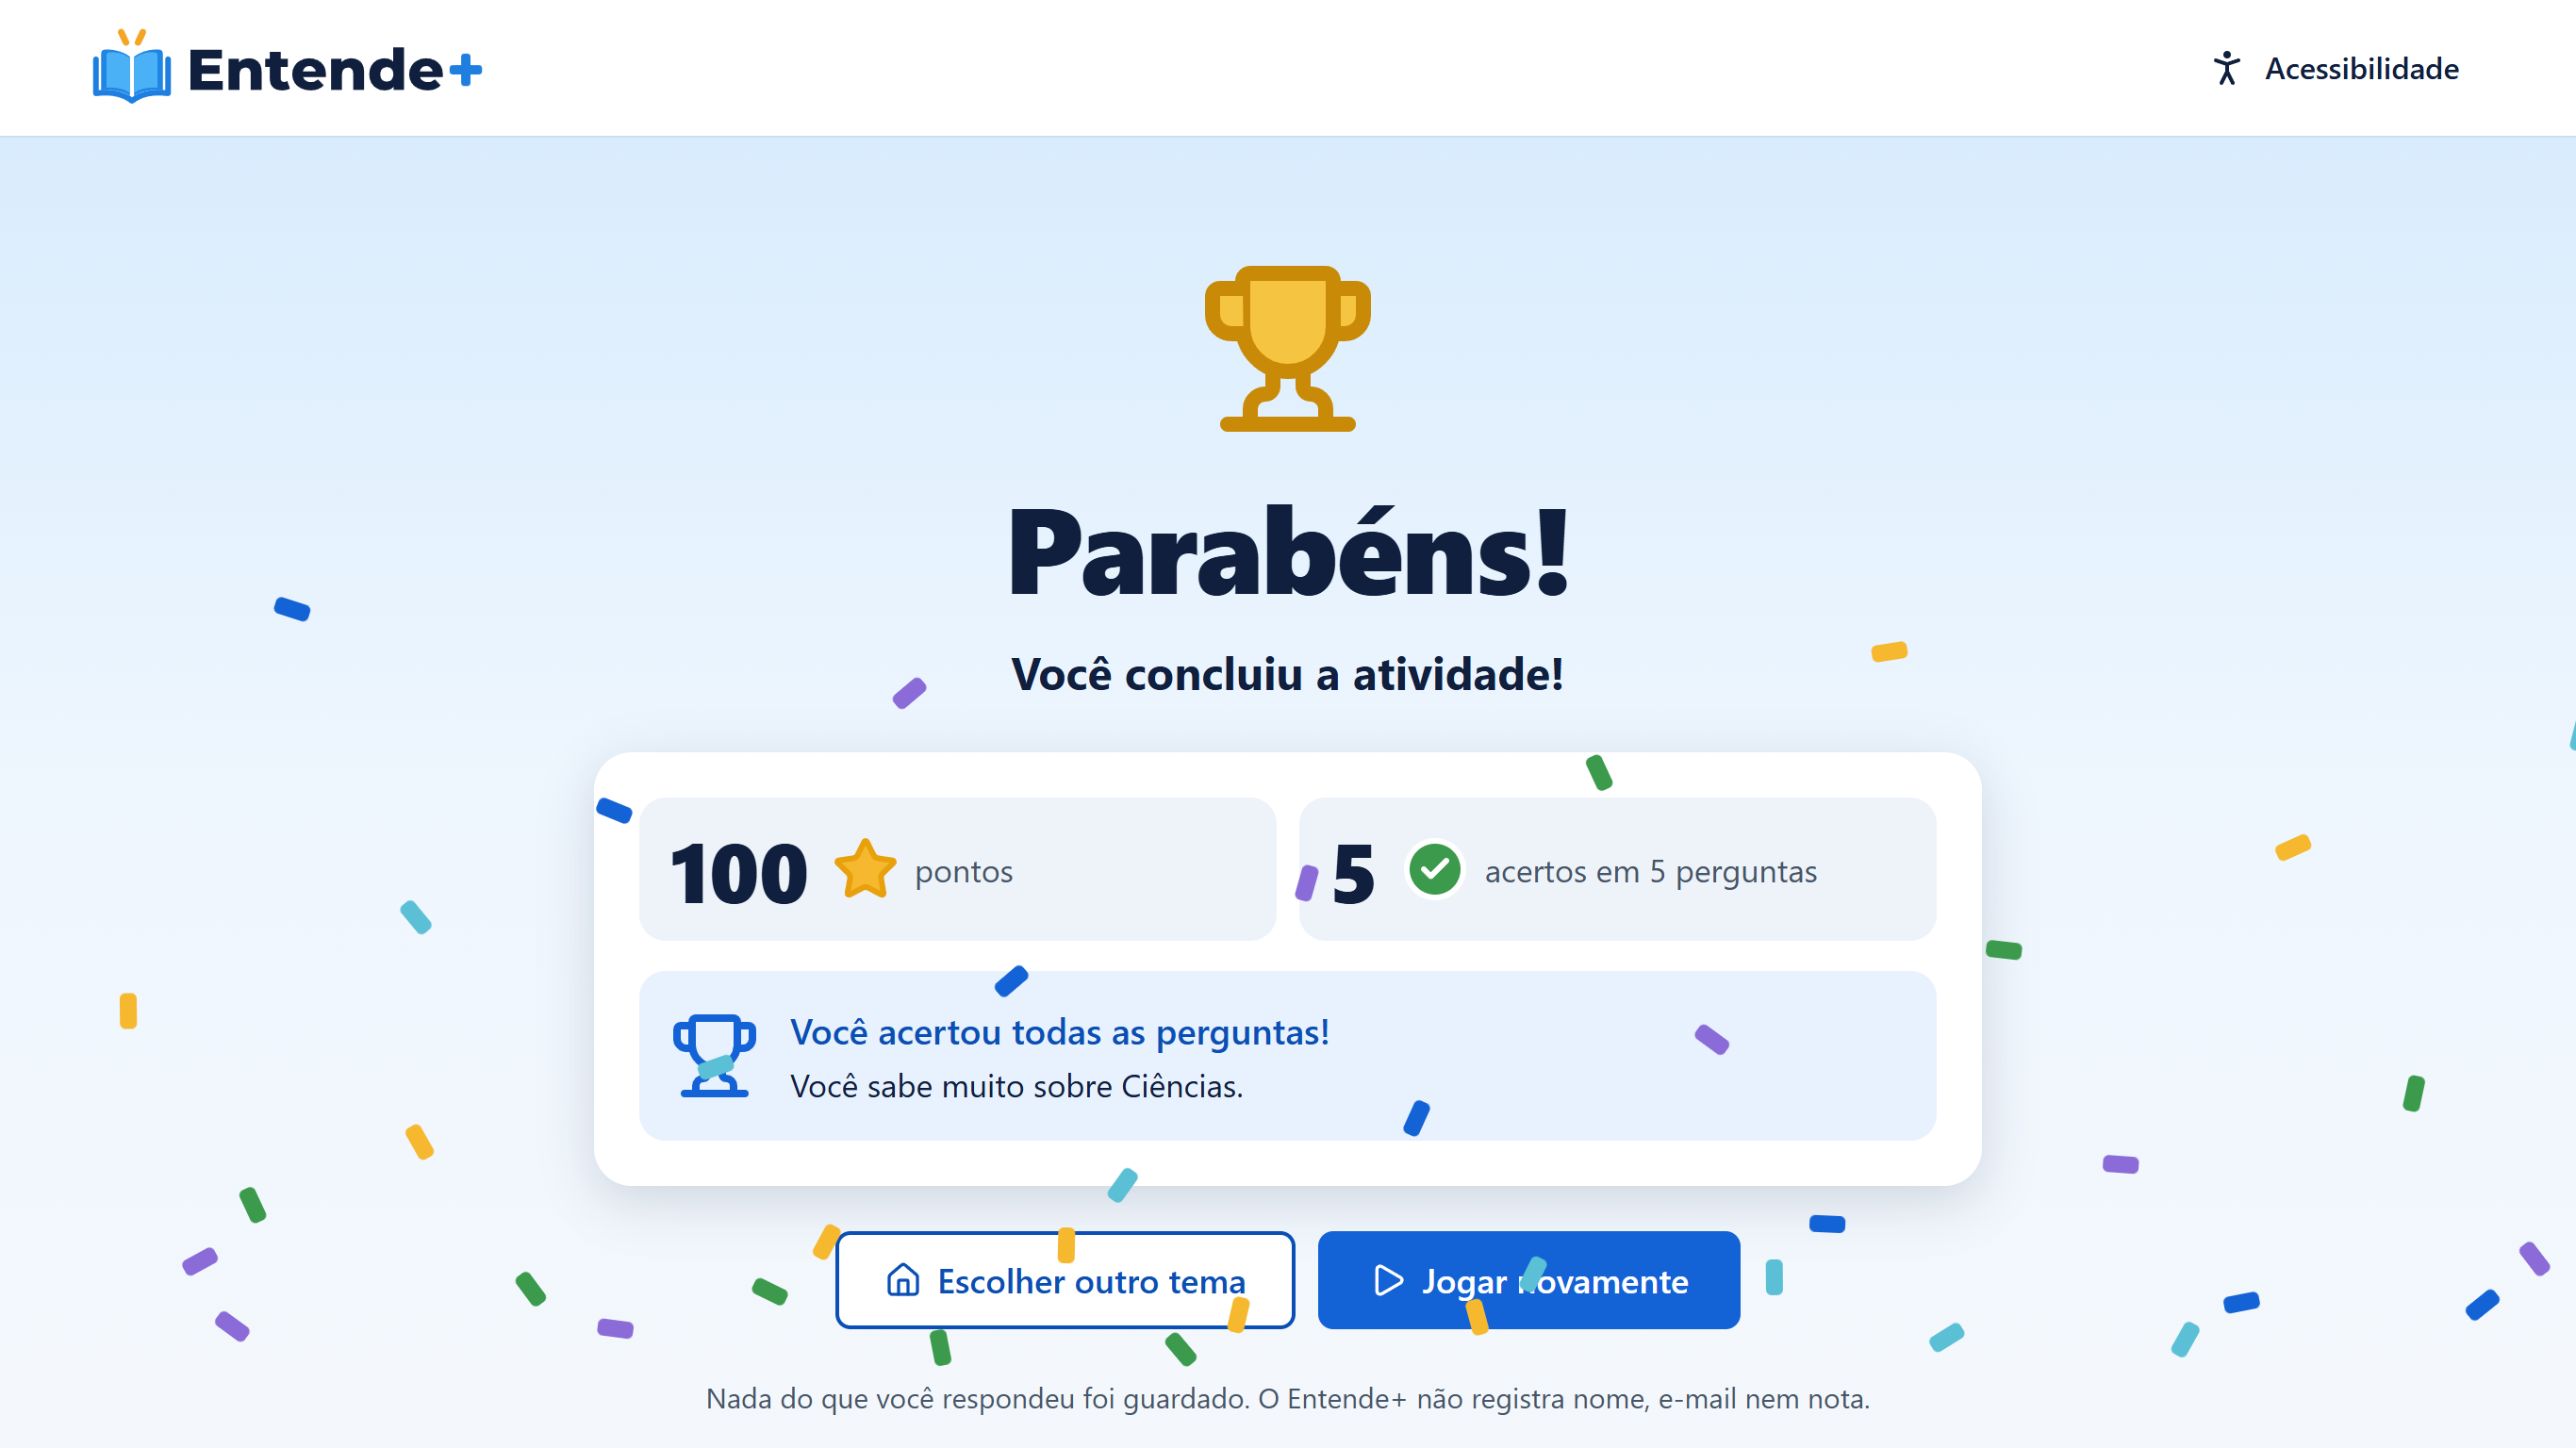 Entende+
Acessibilidade
Parabéns!
Você concluiu a atividade!
100 pontos
5 acertos em 5 perguntas
Você acertou todas as perguntas!
Você sabe muito sobre Ciências.
Escolher outro tema
Jogar novamente
Nada do que você respondeu foi guardado. O Entende+ não registra nome, e-mail nem nota.